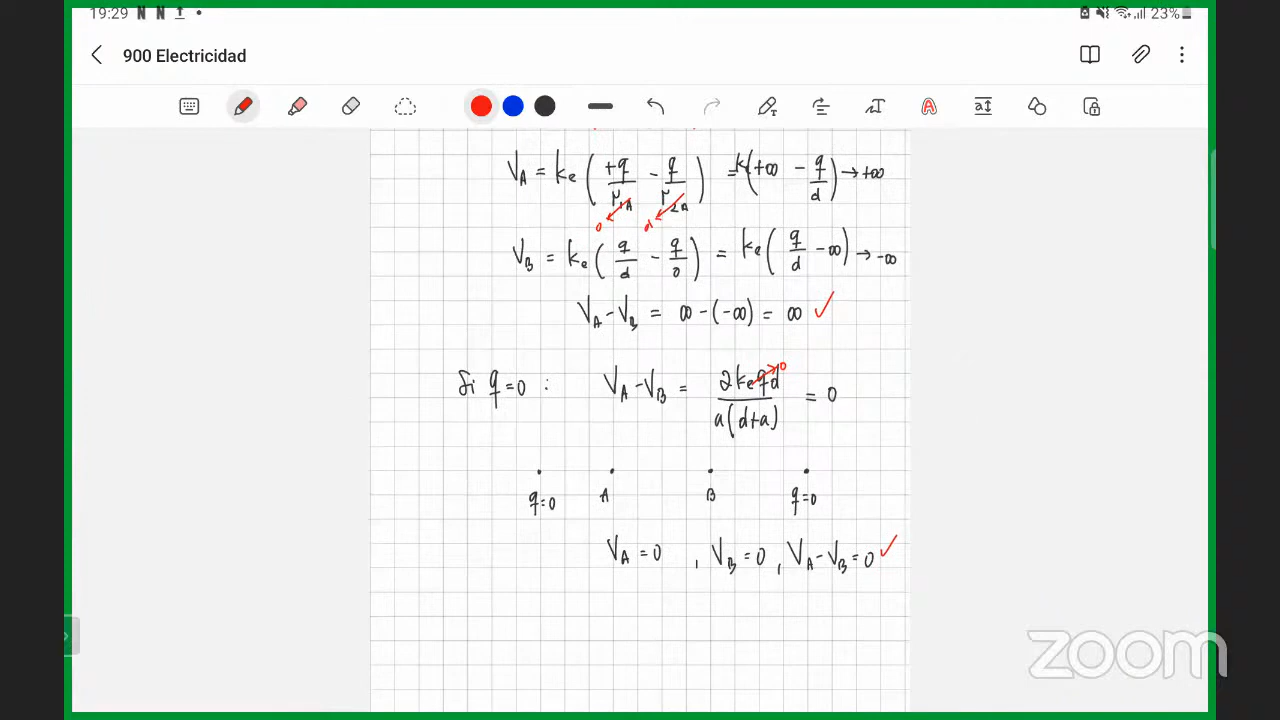 19:29 N N 23%
900 Electricidad
V_A = k_e ( +q/r_1A - q/r_2A ) = k( +∞ - q/d ) → +∞
0 d
V_B = k_e ( q/d - q/0 ) = k_e ( q/d - ∞ ) → -∞
V_A - V_B = ∞ - (-∞) = ∞ ✓
Si q = 0 : V_A - V_B = 2k_e q d / a(d+a) = 0
0
q=0 A B q=0
V_A = 0 , V_B = 0 , V_A - V_B = 0 ✓
zoom